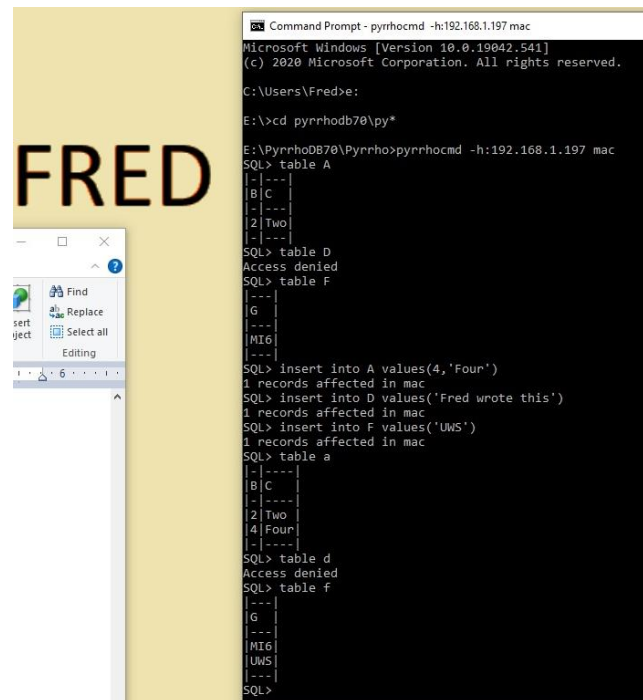 Command Prompt - pyrrhocmd -h:192.168.1.197 mac
Microsoft Windows [Version 10.0.19042.541]
(c) 2020 Microsoft Corporation. All rights reserved.
C:\Users\Fred>e:
E:\>cd pyrrhodb70\py*
E:\PyrrhoDB70\Pyrrho>pyrrhocmd -h:192.168.1.197 mac
SQL> table A
|-|---|
|B|C  |
|-|---|
|2|Two|
|-|---|
SQL> table D
Access denied
SQL> table F
|---|
|G  |
|---|
|MI6|
|---|
SQL> insert into A values(4,'Four')
1 records affected in mac
SQL> insert into D values('Fred wrote this')
1 records affected in mac
SQL> insert into F values('UWS')
1 records affected in mac
SQL> table a
|-|----|
|B|C   |
|-|----|
|2|Two |
|4|Four|
|-|----|
SQL> table d
Access denied
SQL> table f
|---|
|G  |
|---|
|MI6|
|UWS|
|---|
SQL>
FRED
Find
Replace
Select all
sert
ject
Editing
6